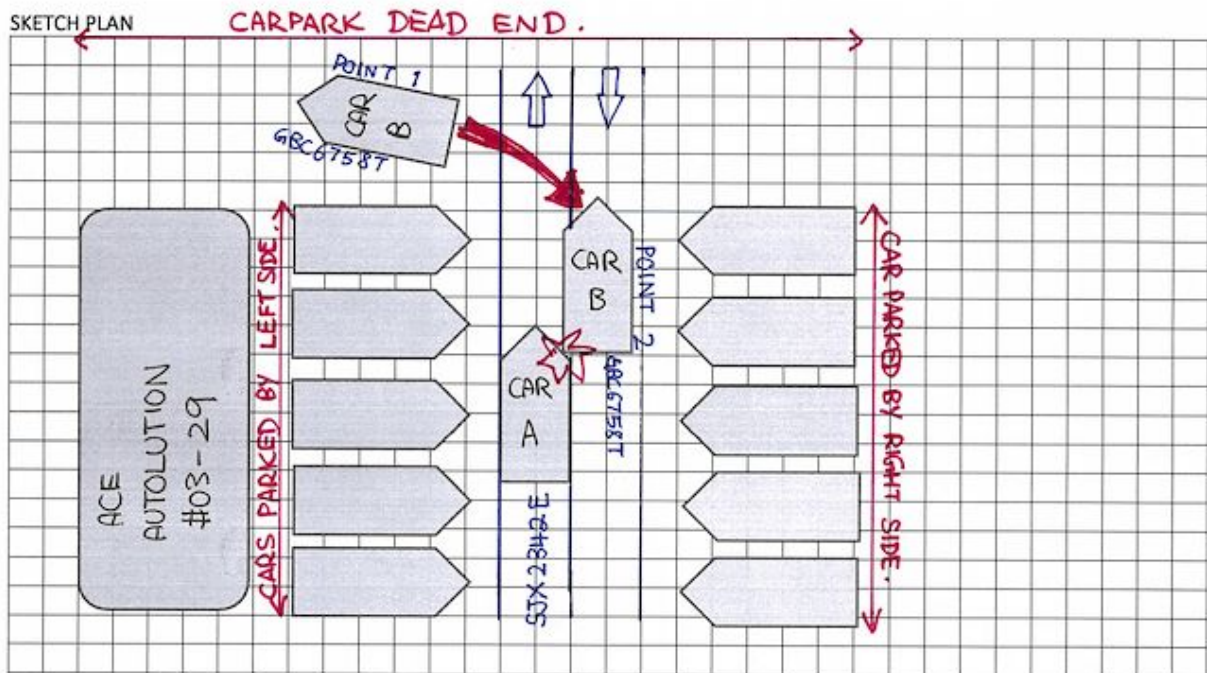 SKETCH PLAN
CARPARK DEAD END.
POINT 1
CAR
B
GBC6758T
CAR
B
POINT 2
GBC6758T
CAR
A
SJX2342E
ACE
AUTOLUTION
#03-29
CARS PARKED BY LEFT SIDE.
CAR PARKED BY RIGHT SIDE.